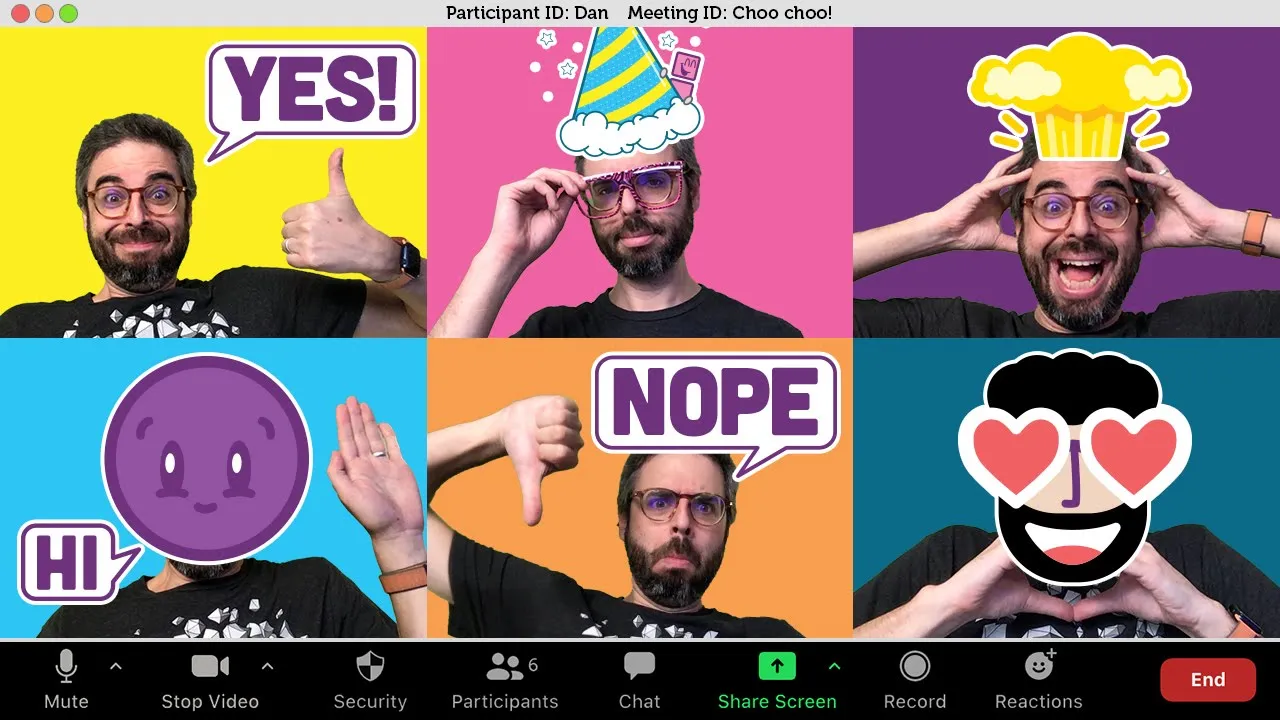 Participant ID: Dan Meeting ID: Choo choo!
YES!
HI
NOPE
Mute
Stop Video
Security
6
Participants
Chat
Share Screen
Record
Reactions
End